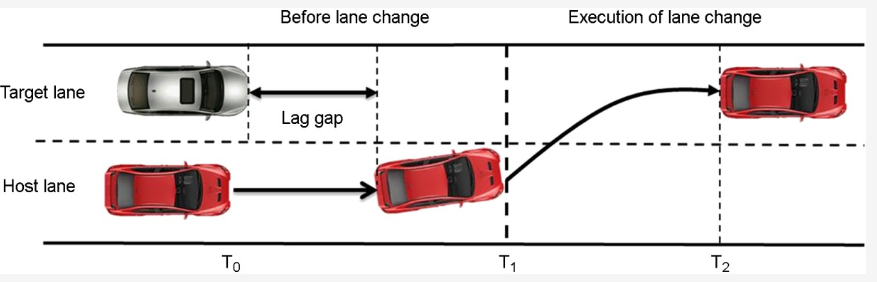 Before lane change
Execution of lane change
Target lane
Lag gap
Host lane
T₀
T₁
T₂